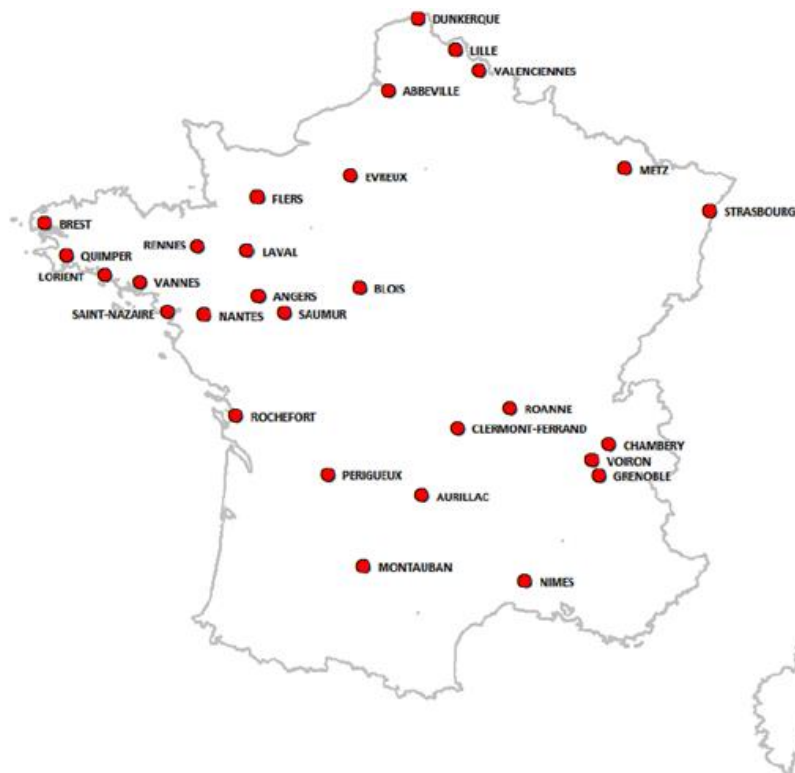 DUNKERQUE
LILLE
VALENCIENNES
ABBEVILLE
EVREUX
METZ
FLERS
STRASBOURG
BREST
RENNES
LAVAL
QUIMPER
LORIENT
VANNES
ANGERS
BLOIS
SAINT-NAZAIRE
NANTES
SAUMUR
ROANNE
ROCHEFORT
CLERMONT-FERRAND
CHAMBERY
VOIRON
PERIGUEUX
GRENOBLE
AURILLAC
MONTAUBAN
NIMES